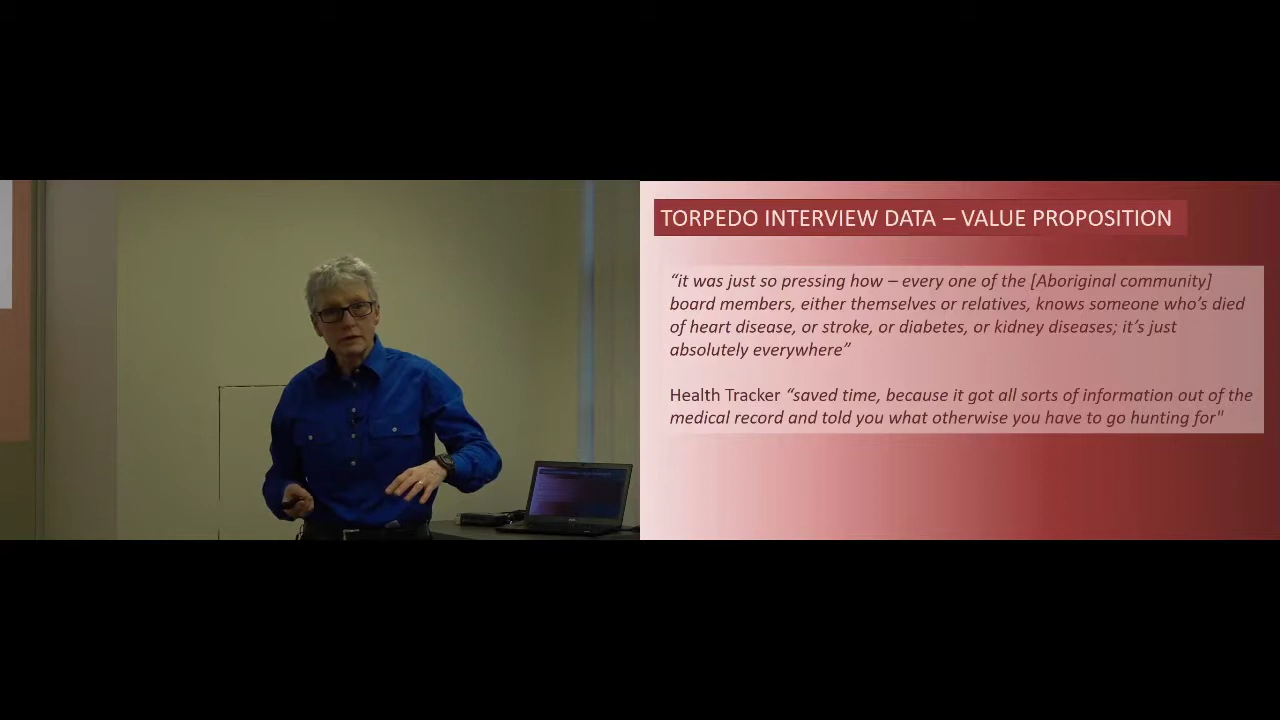 TORPEDO INTERVIEW DATA – VALUE PROPOSITION
“it was just so pressing how – every one of the [Aboriginal community]
board members, either themselves or relatives, knows someone who’s died
of heart disease, or stroke, or diabetes, or kidney diseases; it’s just
absolutely everywhere”
Health Tracker “saved time, because it got all sorts of information out of the
medical record and told you what otherwise you have to go hunting for"